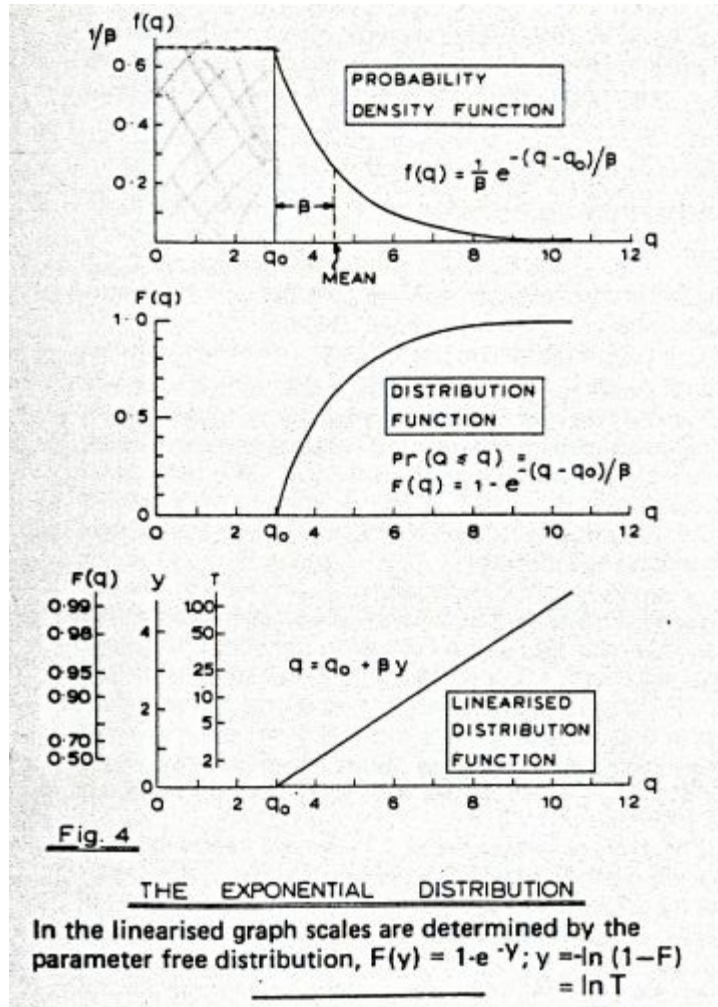 1/β f(q)
0·6
0·4
0·2
PROBABILITY
DENSITY FUNCTION
f(q) = 1/β e^-(q - q₀)/β
β
0 2 q₀ 4 6 8 10 12 q
MEAN
F(q)
1·0
0·5
0
DISTRIBUTION
FUNCTION
Pr (Q ≤ q) =
F(q) = 1 - e^-(q - q₀)/β
0 2 q₀ 4 6 8 10 12 q
F(q) y T
0·99 100
0·98 4 50
0·95 25
0·90 2 10
5
0·70
0·50 2
0
q = q₀ + β y
LINEARISED
DISTRIBUTION
FUNCTION
2 q₀ 4 6 8 10 12 q
Fig. 4
THE EXPONENTIAL DISTRIBUTION
In the linearised graph scales are determined by the
parameter free distribution, F(y) = 1-e^-y; y =-ln (1–F)
= ln T